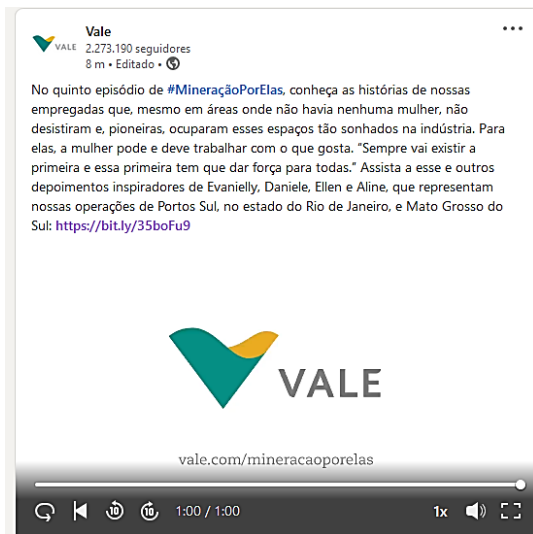 Vale
VALE
2.273.190 seguidores
8 m • Editado •
No quinto episódio de #MineraçãoPorElas, conheça as histórias de nossas
empregadas que, mesmo em áreas onde não havia nenhuma mulher, não
desistiram e, pioneiras, ocuparam esses espaços tão sonhados na indústria. Para
elas, a mulher pode e deve trabalhar com o que gosta. "Sempre vai existir a
primeira e essa primeira tem que dar força para todas." Assista a esse e outros
depoimentos inspiradores de Evanielly, Daniele, Ellen e Aline, que representam
nossas operações de Portos Sul, no estado do Rio de Janeiro, e Mato Grosso do
Sul: https://bit.ly/35boFu9
VALE
vale.com/mineracaoporelas
10 10 1:00 / 1:00 1x